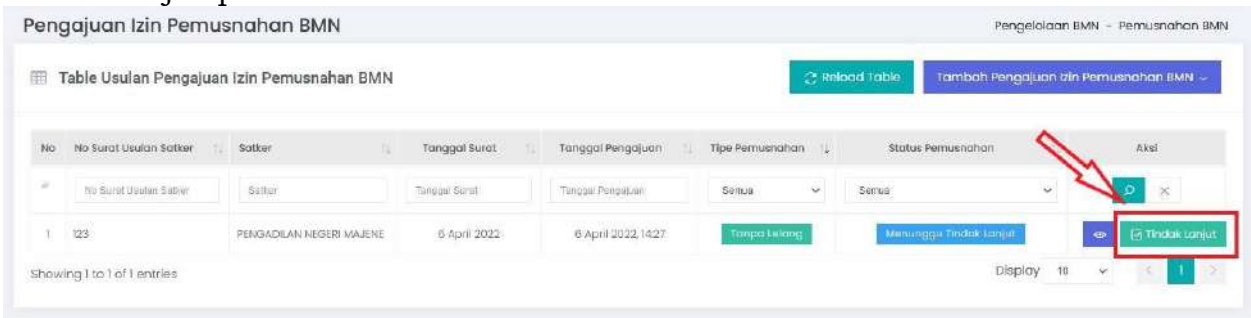 Pengajuan Izin Pemusnahan BMN
Pengelolaan BMN - Pemusnahan BMN
Table Usulan Pengajuan Izin Pemusnahan BMN
Reload Table
Tambah Pengajuan Izin Pemusnahan BMN
No No Surat Usulan Satker Satker Tanggal Surat Tanggal Pengajuan Tipe Pemusnahan Status Pemusnahan Aksi
# No Surat Usulan Satker Satker Tanggal Surat Tanggal Pengajuan Semua Semua
1 123 PENGADILAN NEGERI MAJENE 6 April 2022 6 April 2022, 14:27 Tanpa Lelang Menunggu Tindak Lanjut Tindak Lanjut
Showing 1 to 1 of 1 entries
Display 10 < 1 >